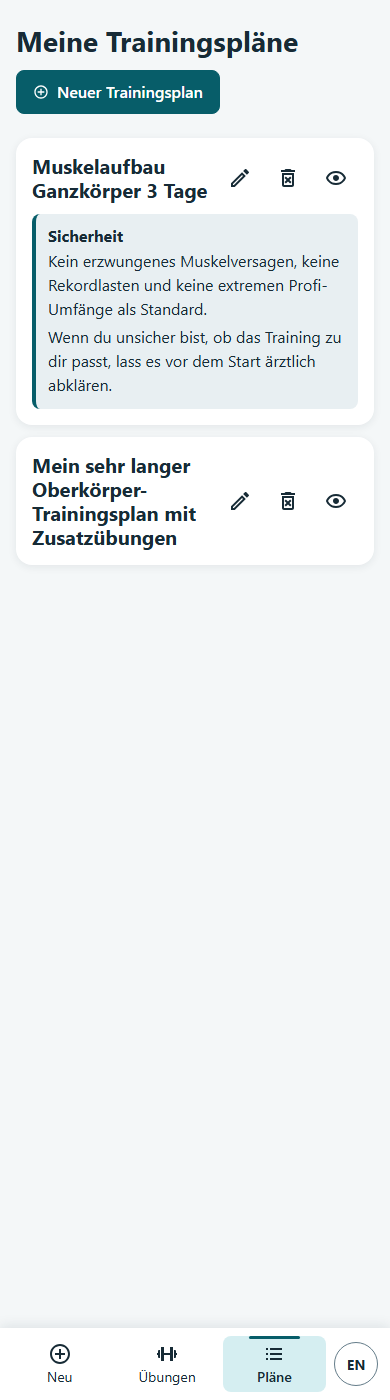 Meine Trainingspläne
Neuer Trainingsplan
Muskelaufbau
Ganzkörper 3 Tage
Sicherheit
Kein erzwungenes Muskelversagen, keine
Rekordlasten und keine extremen Profi-
Umfänge als Standard.
Wenn du unsicher bist, ob das Training zu
dir passt, lass es vor dem Start ärztlich
abklären.
Mein sehr langer
Oberkörper-
Trainingsplan mit
Zusatzübungen
Neu
Übungen
Pläne
EN